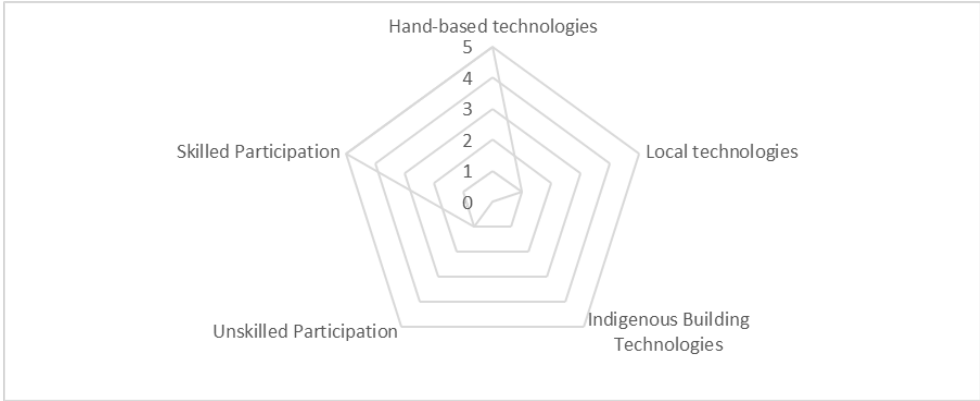 Hand-based technologies
5
4
3
2
1
0
Skilled Participation
Local technologies
Unskilled Participation
Indigenous Building
Technologies